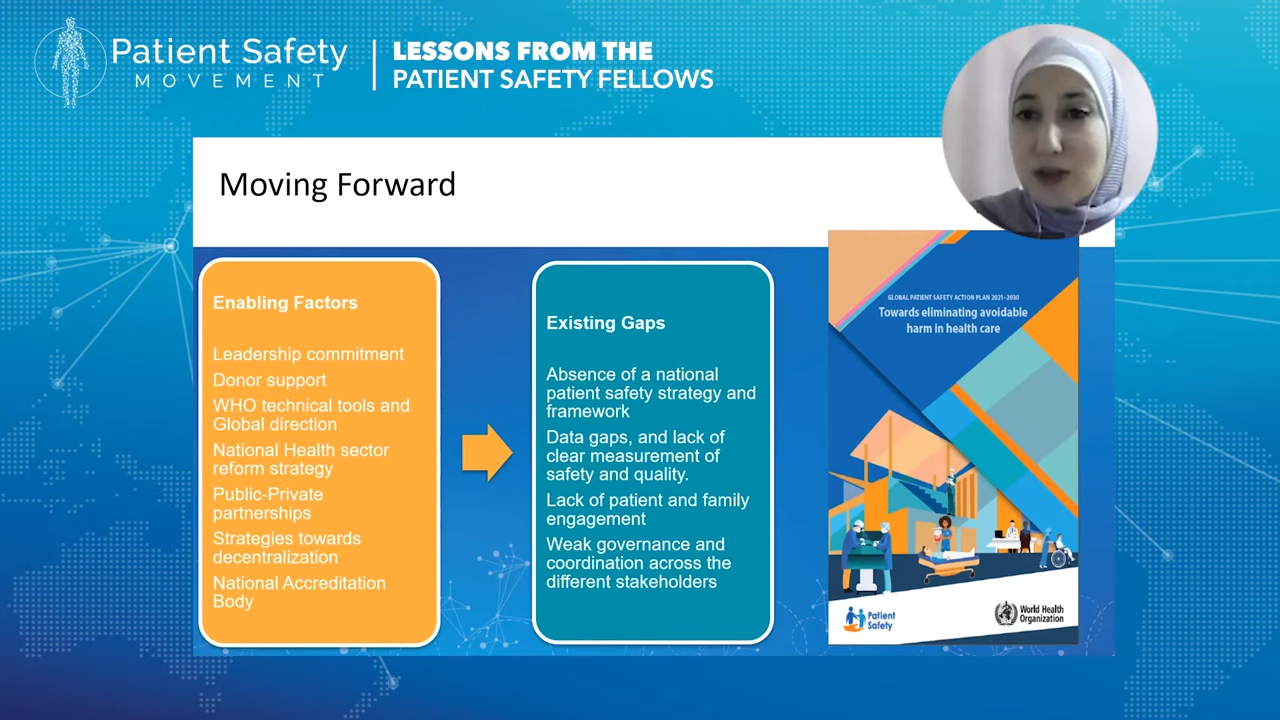 Patient Safety
MOVEMENT
LESSONS FROM THE
PATIENT SAFETY FELLOWS
Moving Forward
Enabling Factors
Leadership commitment
Donor support
WHO technical tools and
Global direction
National Health sector
reform strategy
Public-Private
partnerships
Strategies towards
decentralization
National Accreditation
Body
Existing Gaps
Absence of a national
patient safety strategy and
framework
Data gaps, and lack of
clear measurement of
safety and quality.
Lack of patient and family
engagement
Weak governance and
coordination across the
different stakeholders
GLOBAL PATIENT SAFETY ACTION PLAN 2021–2030
Towards eliminating avoidable
harm in health care
Patient
Safety
World Health
Organization